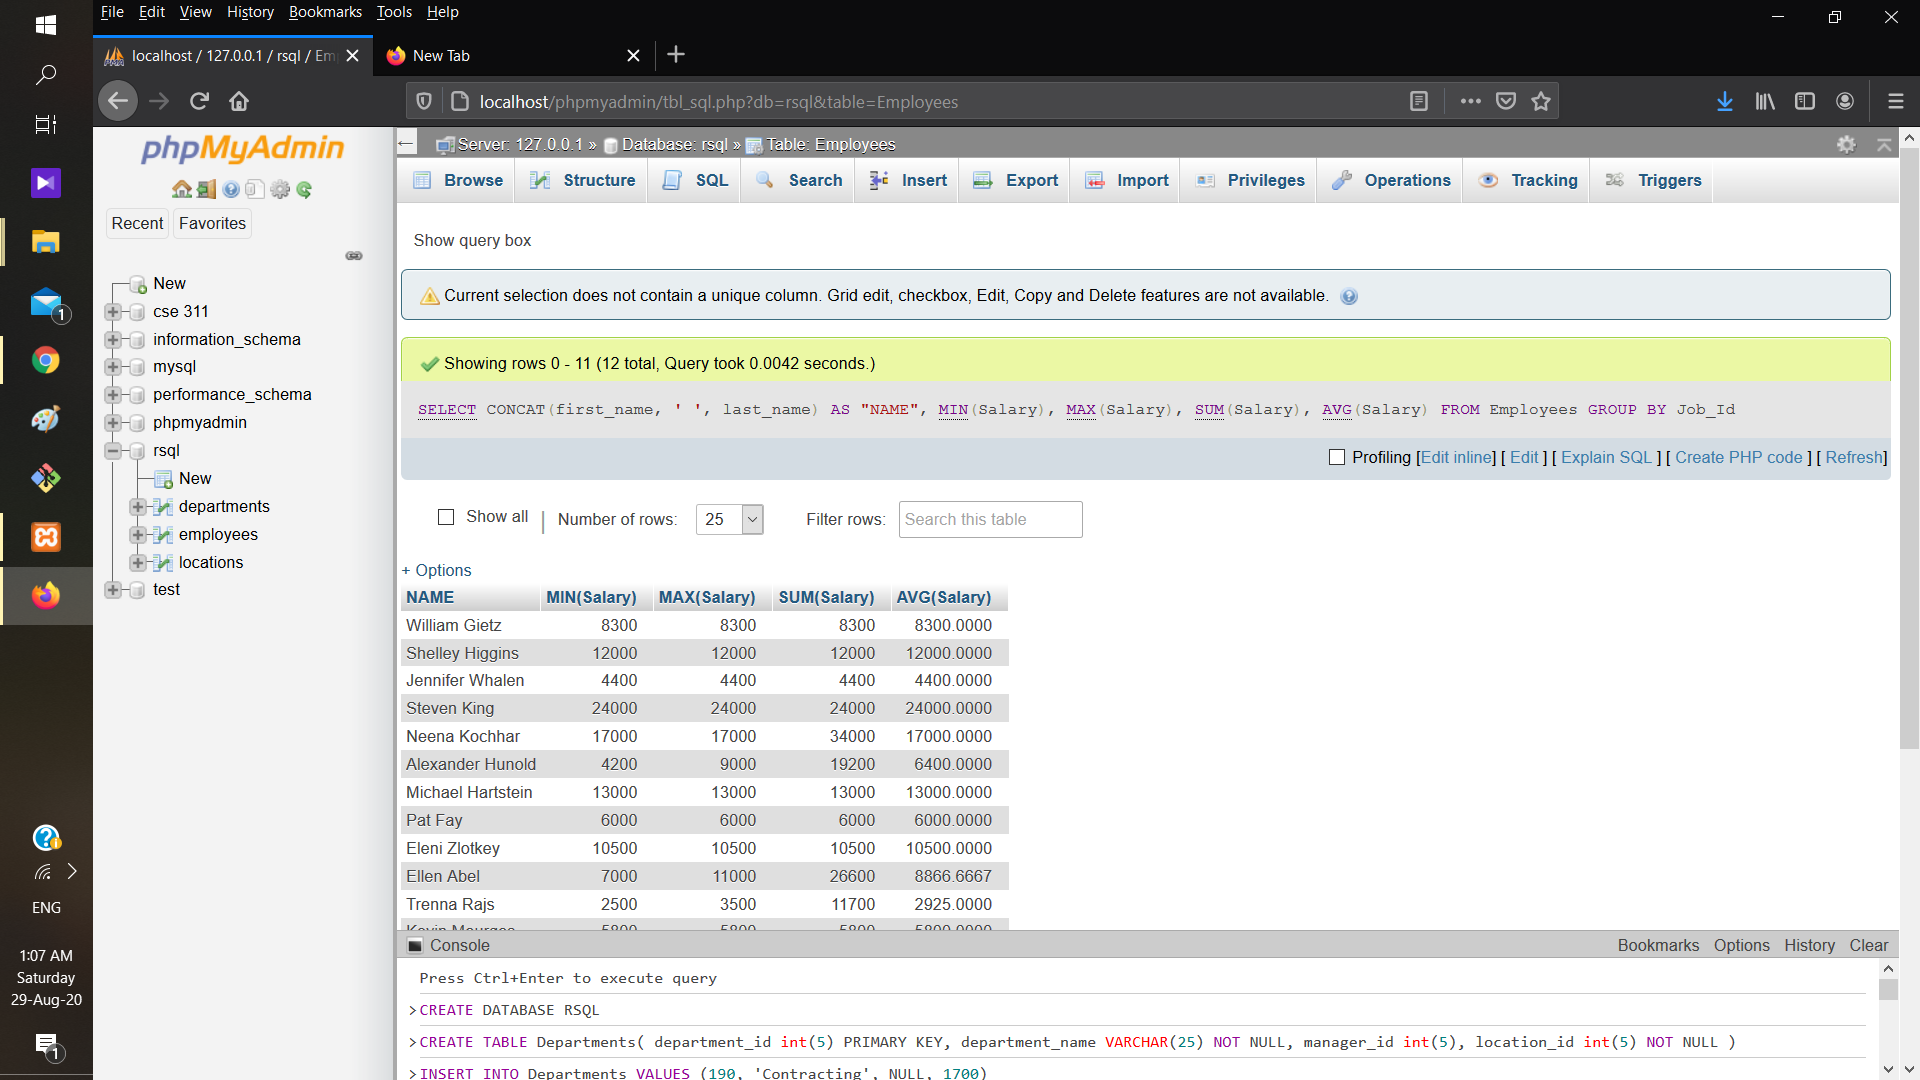 File Edit View History Bookmarks Tools Help
localhost / 127.0.0.1 / rsql / Em
New Tab
localhost/phpmyadmin/tbl_sql.php?db=rsql&table=Employees
phpMyAdmin
Recent Favorites
New
cse 311
information_schema
mysql
performance_schema
phpmyadmin
rsql
New
departments
employees
locations
test
Server: 127.0.0.1 » Database: rsql » Table: Employees
Browse Structure SQL Search Insert Export Import Privileges Operations Tracking Triggers
Show query box
Current selection does not contain a unique column. Grid edit, checkbox, Edit, Copy and Delete features are not available.
Showing rows 0 - 11 (12 total, Query took 0.0042 seconds.)
SELECT CONCAT(first_name, ' ', last_name) AS "NAME", MIN(Salary), MAX(Salary), SUM(Salary), AVG(Salary) FROM Employees GROUP BY Job_Id
Profiling [Edit inline] [ Edit ] [ Explain SQL ] [ Create PHP code ] [ Refresh]
Show all | Number of rows: 25 Filter rows: Search this table
+ Options
NAME MIN(Salary) MAX(Salary) SUM(Salary) AVG(Salary)
William Gietz 8300 8300 8300 8300.0000
Shelley Higgins 12000 12000 12000 12000.0000
Jennifer Whalen 4400 4400 4400 4400.0000
Steven King 24000 24000 24000 24000.0000
Neena Kochhar 17000 17000 34000 17000.0000
Alexander Hunold 4200 9000 19200 6400.0000
Michael Hartstein 13000 13000 13000 13000.0000
Pat Fay 6000 6000 6000 6000.0000
Eleni Zlotkey 10500 10500 10500 10500.0000
Ellen Abel 7000 11000 26600 8866.6667
Trenna Rajs 2500 3500 11700 2925.0000
Kevin Mourgos 5800 5800 5800 5800.0000
Console
Bookmarks Options History Clear
Press Ctrl+Enter to execute query
>CREATE DATABASE RSQL
>CREATE TABLE Departments( department_id int(5) PRIMARY KEY, department_name VARCHAR(25) NOT NULL, manager_id int(5), location_id int(5) NOT NULL )
>INSERT INTO Departments VALUES (190, 'Contracting', NULL, 1700)
1
ENG
1:07 AM
Saturday
29-Aug-20
1